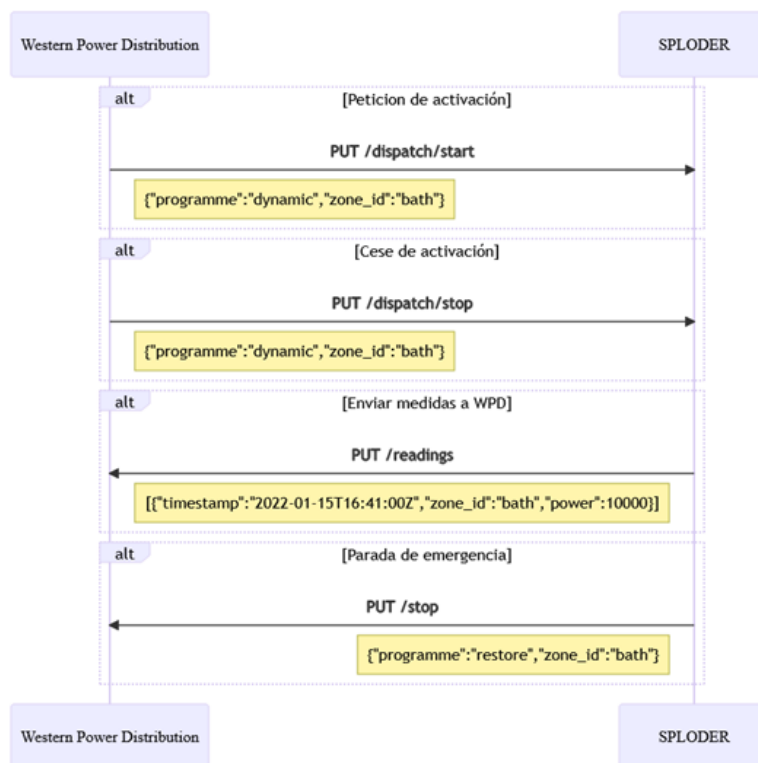 Western Power Distribution
SPLODER
alt
[Peticion de activación]
PUT /dispatch/start
{"programme":"dynamic","zone_id":"bath"}
alt
[Cese de activación]
PUT /dispatch/stop
{"programme":"dynamic","zone_id":"bath"}
alt
[Enviar medidas a WPD]
PUT /readings
[{"timestamp":"2022-01-15T16:41:00Z","zone_id":"bath","power":10000}]
alt
[Parada de emergencia]
PUT /stop
{"programme":"restore","zone_id":"bath"}
Western Power Distribution
SPLODER